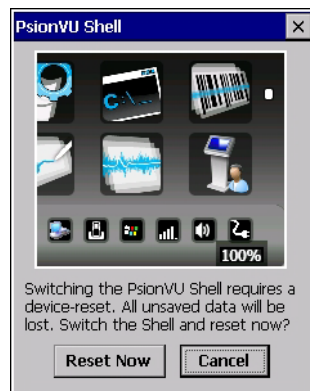 PsionVU Shell
C:\...
100%
Switching the PsionVU Shell requires a
device-reset. All unsaved data will be
lost. Switch the Shell and reset now?
Reset Now
Cancel